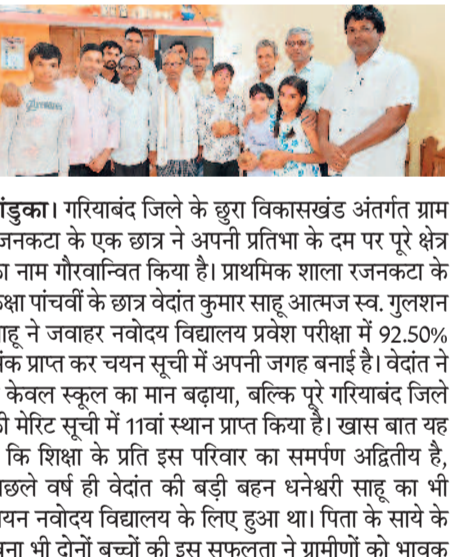 ांडुका। गरियाबंद जिले के छुरा विकासखंड अंतर्गत ग्राम
जनकटा के एक छात्र ने अपनी प्रतिभा के दम पर पूरे क्षेत्र
का नाम गौरवान्वित किया है। प्राथमिक शाला रजनकटा के
कक्षा पांचवीं के छात्र वेदांत कुमार साहू आत्मज स्व. गुलशन
साहू ने जवाहर नवोदय विद्यालय प्रवेश परीक्षा में 92.50%
अंक प्राप्त कर चयन सूची में अपनी जगह बनाई है। वेदांत ने
केवल स्कूल का मान बढ़ाया, बल्कि पूरे गरियाबंद जिले
की मेरिट सूची में 11वां स्थान प्राप्त किया है। खास बात यह
कि शिक्षा के प्रति इस परिवार का समर्पण अद्वितीय है,
पिछले वर्ष ही वेदांत की बड़ी बहन धनेश्वरी साहू का भी
चयन नवोदय विद्यालय के लिए हुआ था। पिता के साये के
बिना भी दोनों बच्चों की इस सफलता ने ग्रामीणों को भावुक